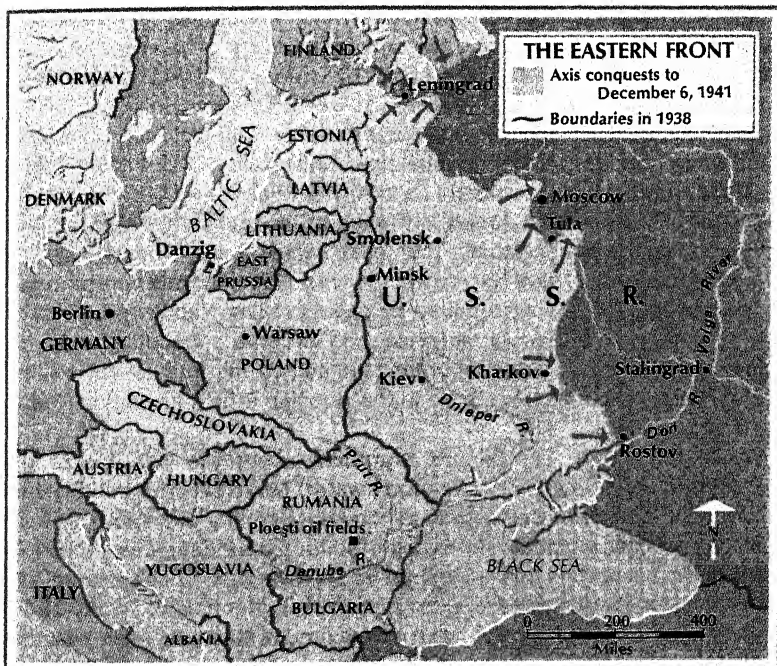 THE EASTERN FRONT
Axis conquests to
December 6, 1941
Boundaries in 1938
NORWAY
FINLAND
Leningrad
ESTONIA
BALTIC SEA
LATVIA
DENMARK
LITHUANIA
Danzig
EAST
PRUSSIA
Smolensk
Minsk
Moscow
Tula
U. S. S. R.
Berlin
GERMANY
Warsaw
POLAND
Kiev
Kharkov
Dnieper R.
Stalingrad
Volga River
Don R.
Rostov
CZECHOSLOVAKIA
AUSTRIA
HUNGARY
Prut R.
RUMANIA
Ploesti oil fields
ITALY
YUGOSLAVIA
Danube R.
BULGARIA
ALBANIA
BLACK SEA
N
0 200 400
Miles